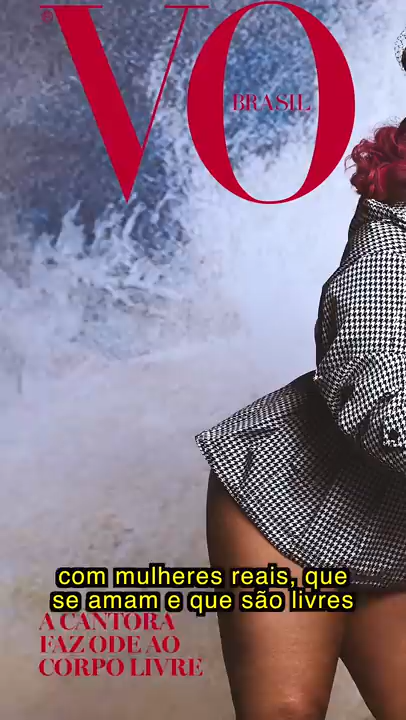 VO
BRASIL
com mulheres reais, que
se amam e que são livres
A CANTORA
FAZ ODE AO
CORPO LIVRE